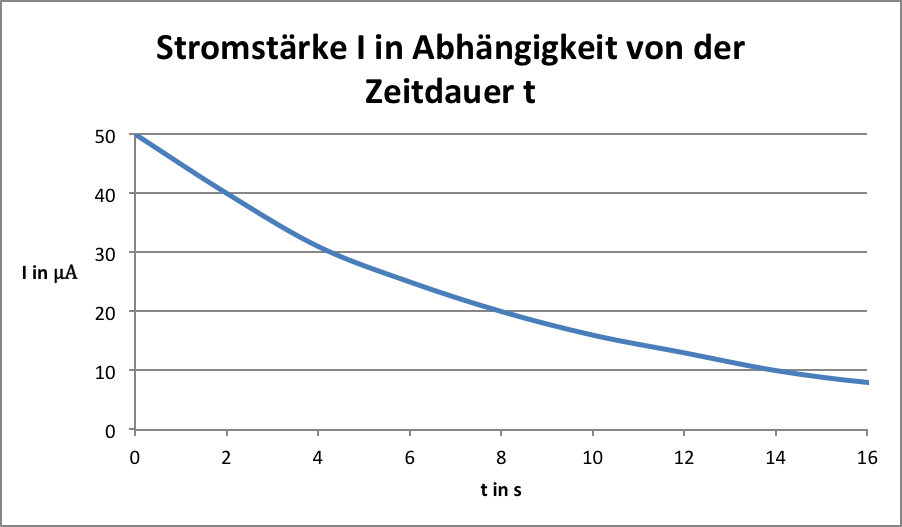 Stromstärke I in Abhängigkeit von der
Zeitdauer t
50
40
30
I in µA
20
10
0
0 2 4 6 8 10 12 14 16
t in s